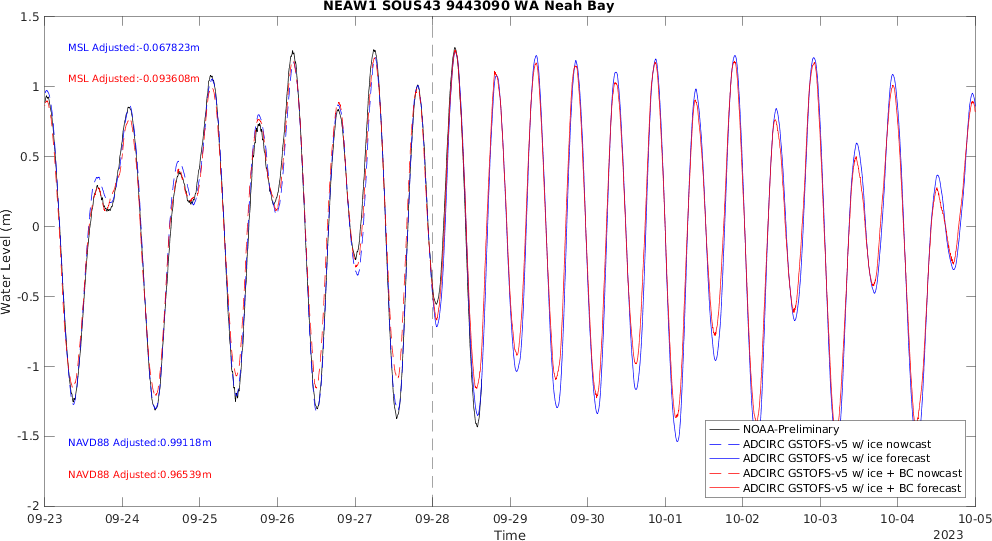 NEAW1 SOUS43 9443090 WA Neah Bay
1.5
MSL Adjusted:-0.067823m
MSL Adjusted:-0.093608m
1
0.5
0
Water Level (m)
-0.5
-1
-1.5
NAVD88 Adjusted:0.99118m
NAVD88 Adjusted:0.96539m
-2
NOAA-Preliminary
ADCIRC GSTOFS-v5 w/ ice nowcast
ADCIRC GSTOFS-v5 w/ ice forecast
ADCIRC GSTOFS-v5 w/ ice + BC nowcast
ADCIRC GSTOFS-v5 w/ ice + BC forecast
09-23 09-24 09-25 09-26 09-27 09-28 09-29 09-30 10-01 10-02 10-03 10-04 10-05
Time
2023